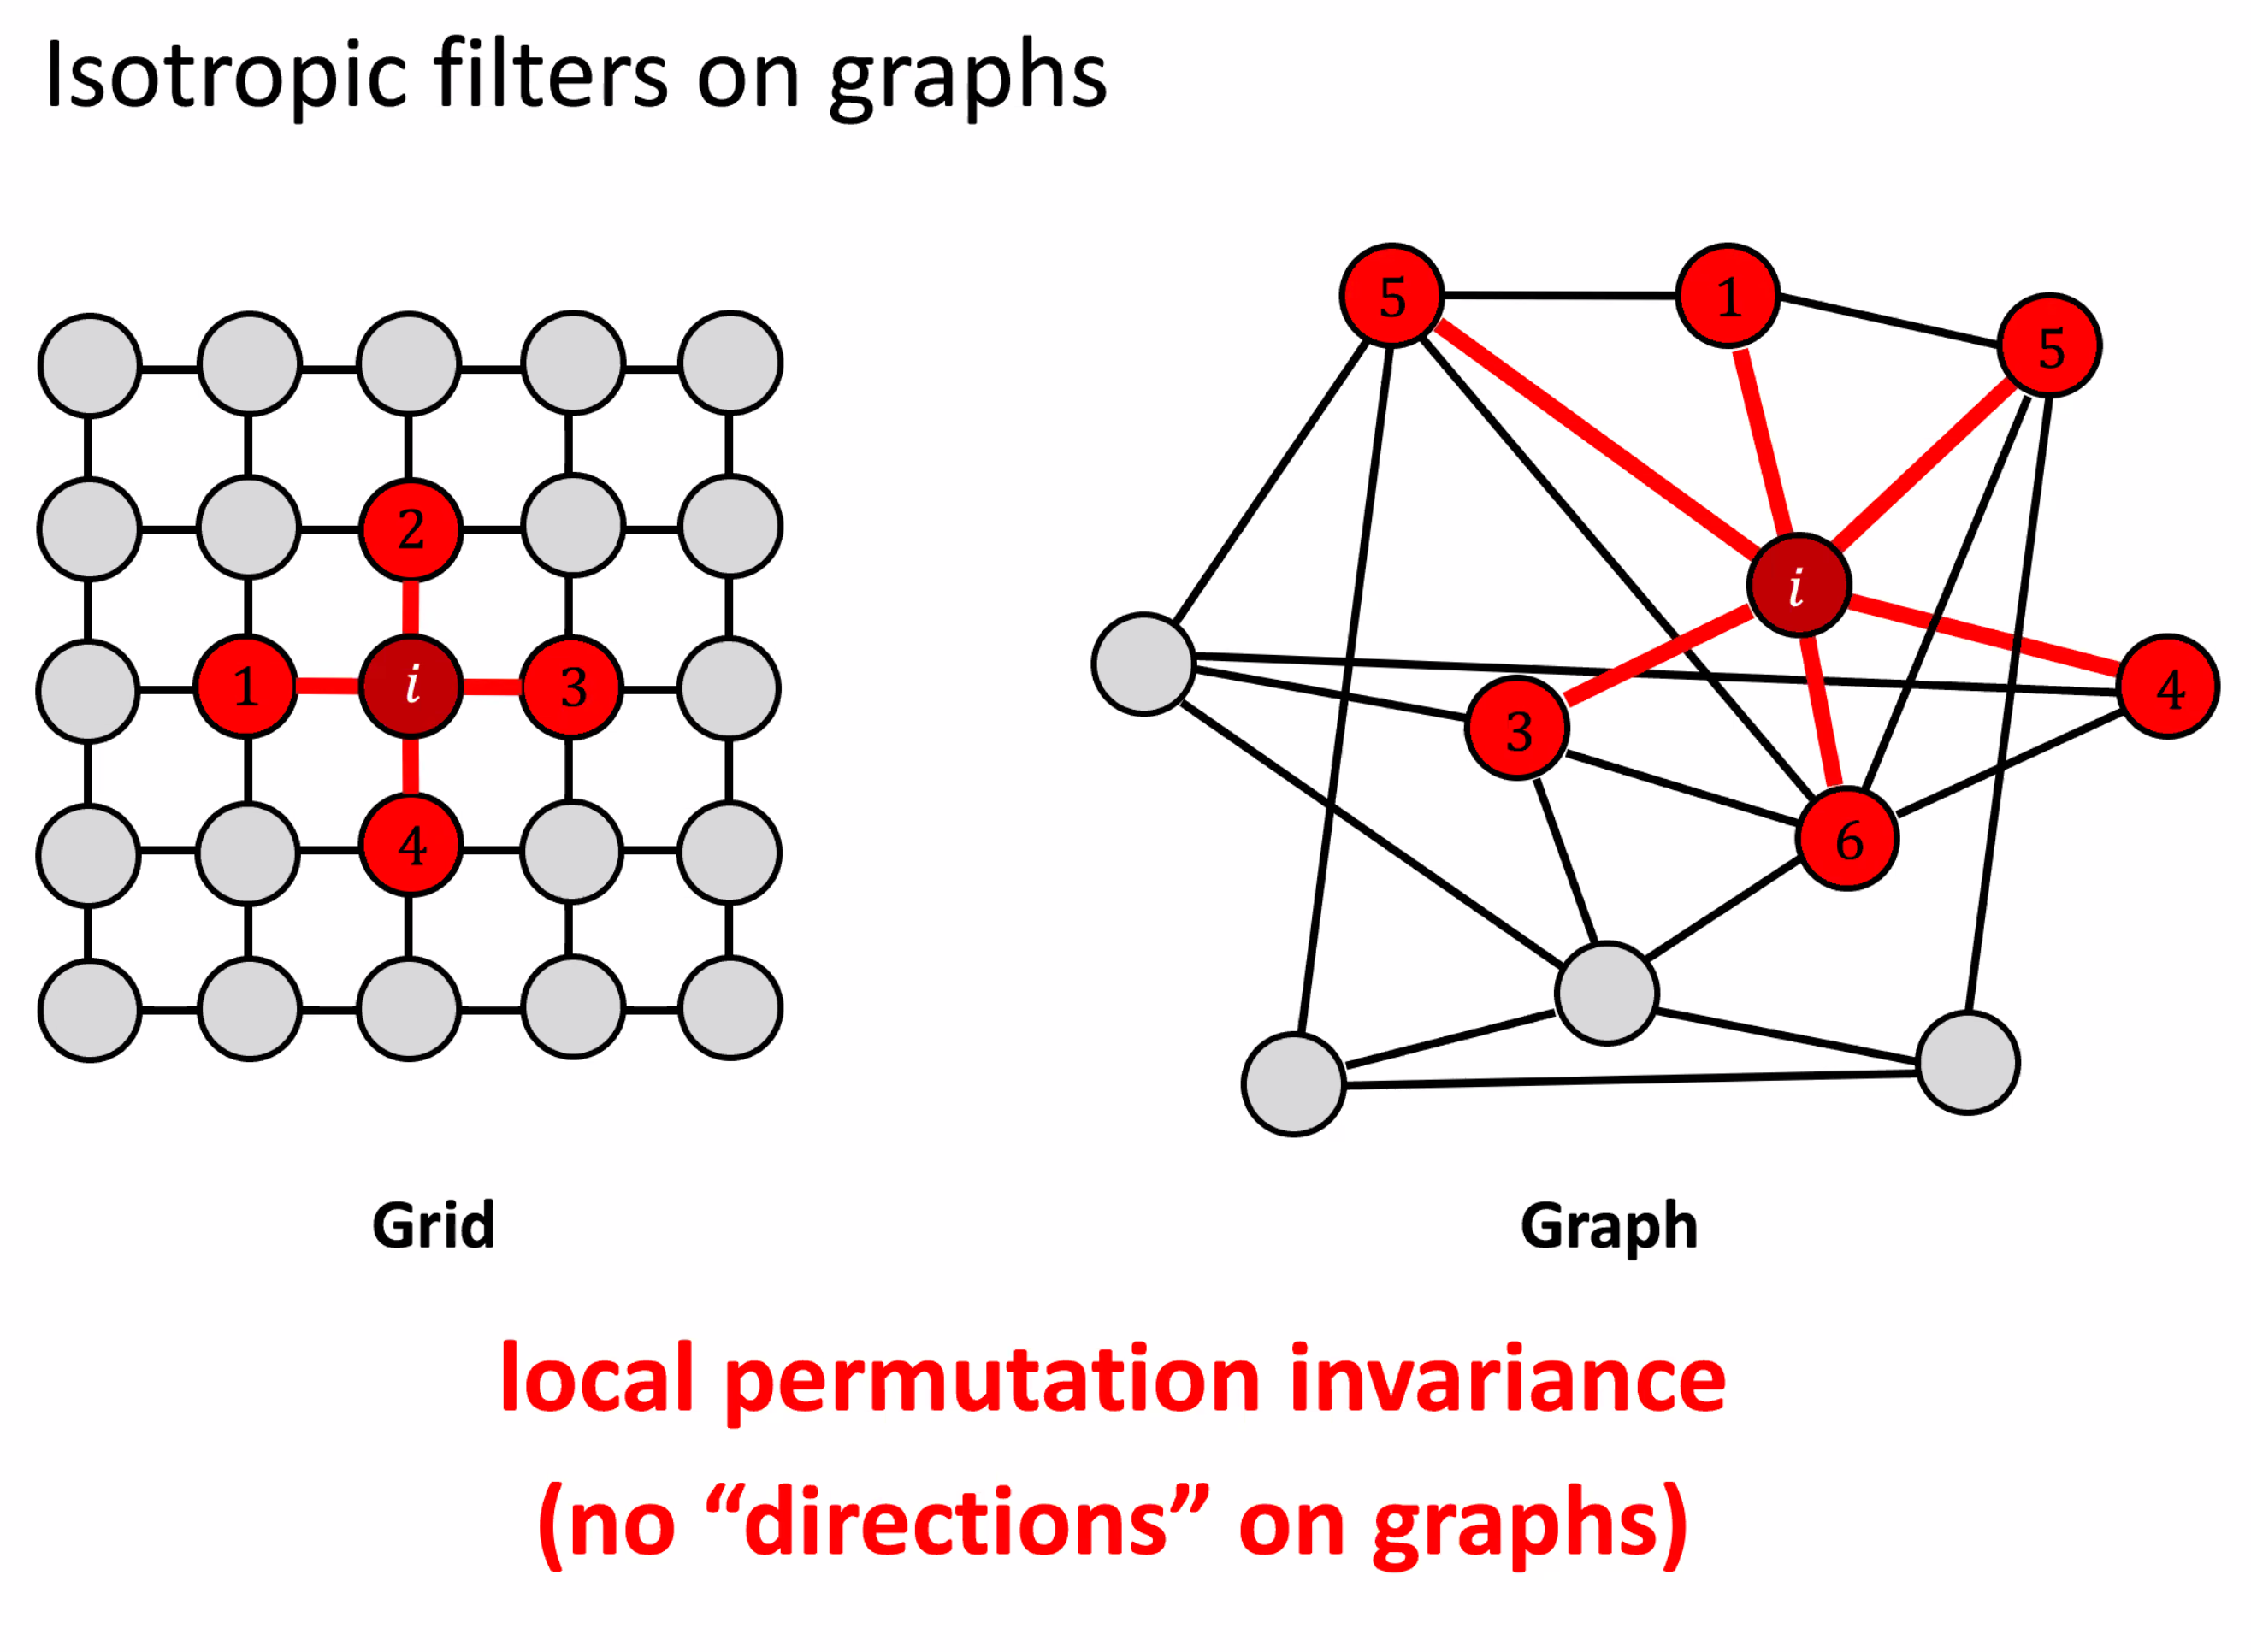 Isotropic filters on graphs
5 1 5
2
i
1 i 3
4
3
4 6
Grid Graph
local permutation invariance
(no “directions” on graphs)